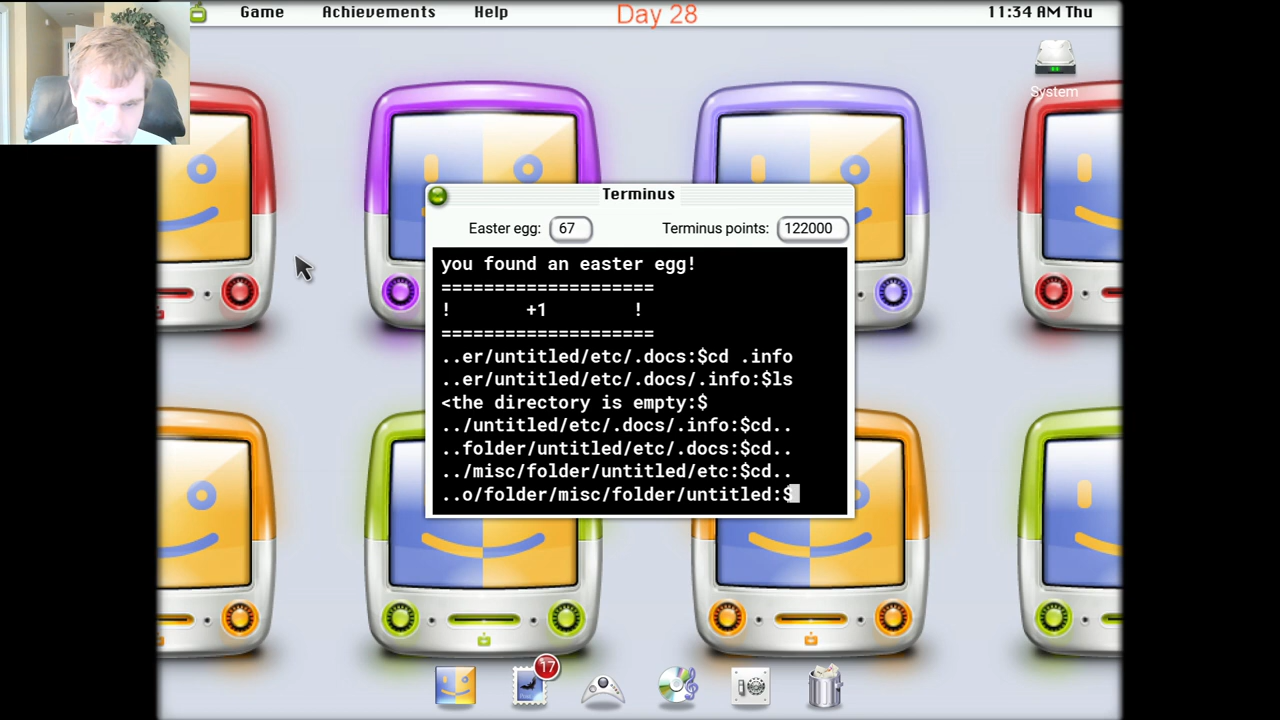 Game Achievements Help Day 28 11:34 AM Thu
System
Terminus
Easter egg: 67 Terminus points: 122000
you found an easter egg!
====================
! +1 !
====================
..er/untitled/etc/.docs:$cd .info
..er/untitled/etc/.docs/.info:$ls
<the directory is empty:$
../untitled/etc/.docs/.info:$cd..
..folder/untitled/etc/.docs:$cd..
../misc/folder/untitled/etc:$cd..
..o/folder/misc/folder/untitled:$
17